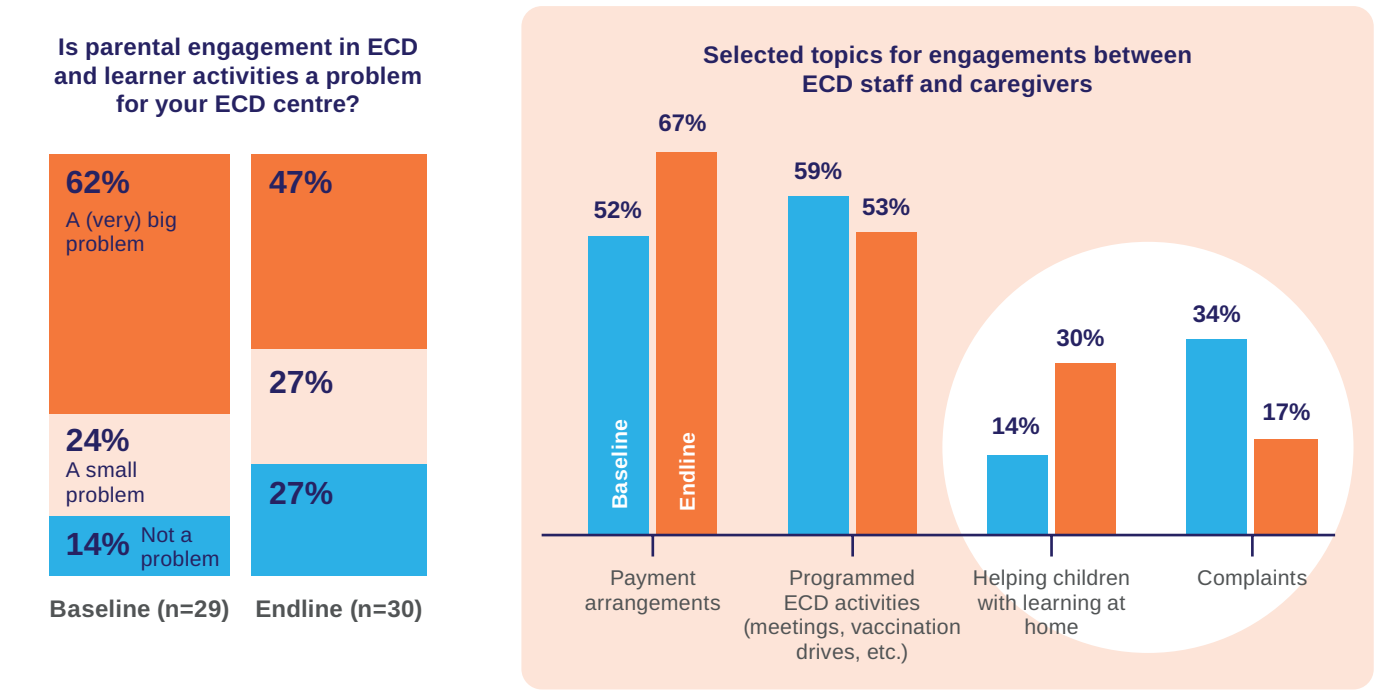 Is parental engagement in ECD
and learner activities a problem
for your ECD centre?
62%
A (very) big
problem
24%
A small
problem
14%
Not a
problem
Baseline (n=29)
47%
27%
27%
Endline (n=30)
Selected topics for engagements between
ECD staff and caregivers
52%
67%
Baseline
Endline
Payment
arrangements
59%
53%
Programmed
ECD activities
(meetings, vaccination
drives, etc.)
14%
30%
Helping children
with learning at
home
34%
17%
Complaints